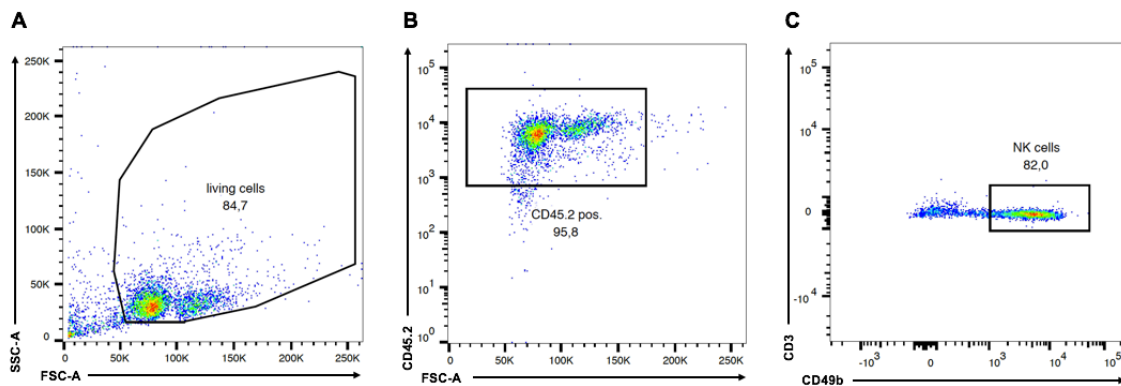 A
B
C
250K
200K
150K
100K
50K
0
living cells
84,7
0
50K
100K
150K
200K
250K
SSC-A
FSC-A
10^5
10^4
10^3
10^2
10^1
10^0
CD45.2 pos.
95,8
0
50K
100K
150K
200K
250K
CD45.2
FSC-A
10^5
10^4
0
-10^4
NK cells
82,0
-10^3
0
10^3
10^4
10^5
CD3
CD49b